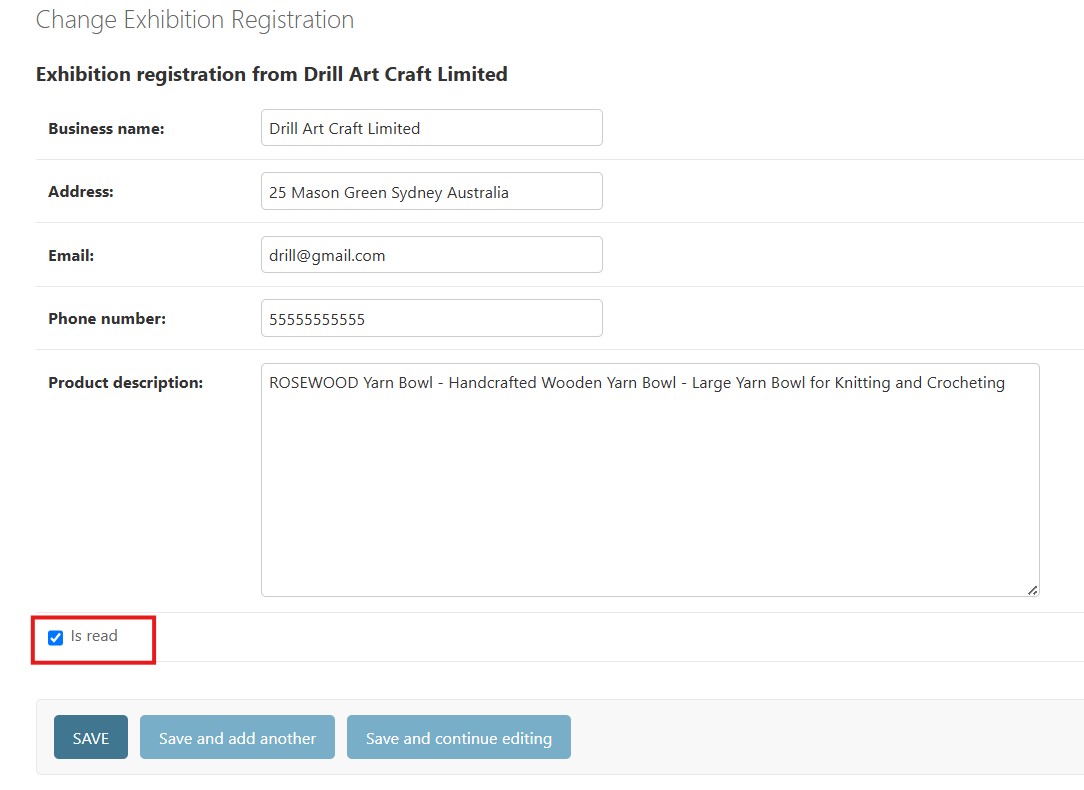 Change Exhibition Registration
Exhibition registration from Drill Art Craft Limited
Business name: Drill Art Craft Limited
Address: 25 Mason Green Sydney Australia
Email: drill@gmail.com
Phone number: 55555555555
Product description: ROSEWOOD Yarn Bowl - Handcrafted Wooden Yarn Bowl - Large Yarn Bowl for Knitting and Crocheting
Is read
SAVE Save and add another Save and continue editing